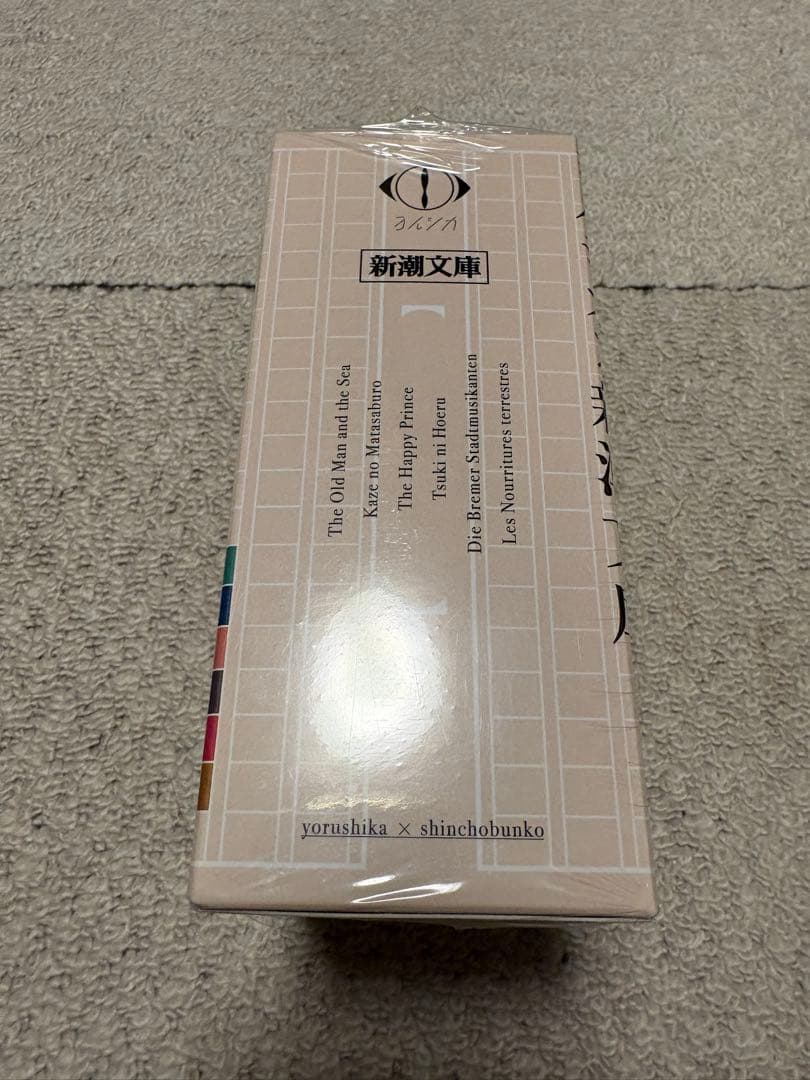 ヨルシカ
新潮文庫
The Old Man and the Sea
Kaze no Matasaburo
The Happy Prince
Tsuki ni Hoeru
Die Bremer Stadtmusikanten
Les Nourritures terrestres
yorushika × shinchobunko